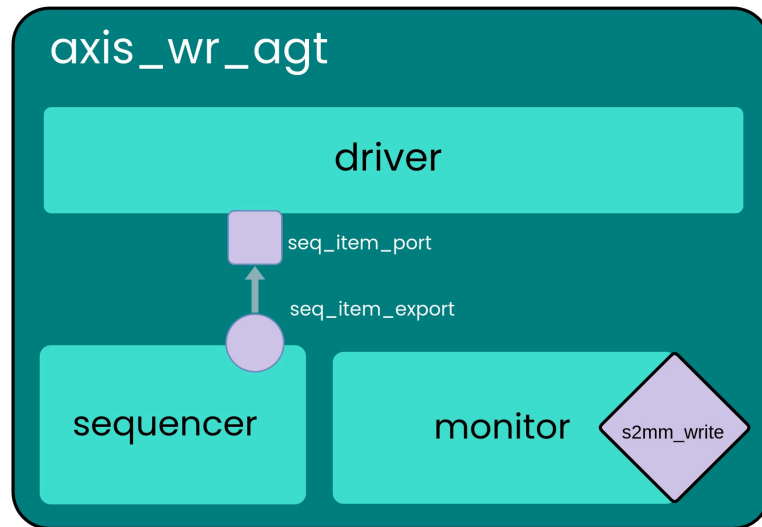 axis_wr_agt
driver
seq_item_port
seq_item_export
sequencer
monitor
s2mm_write